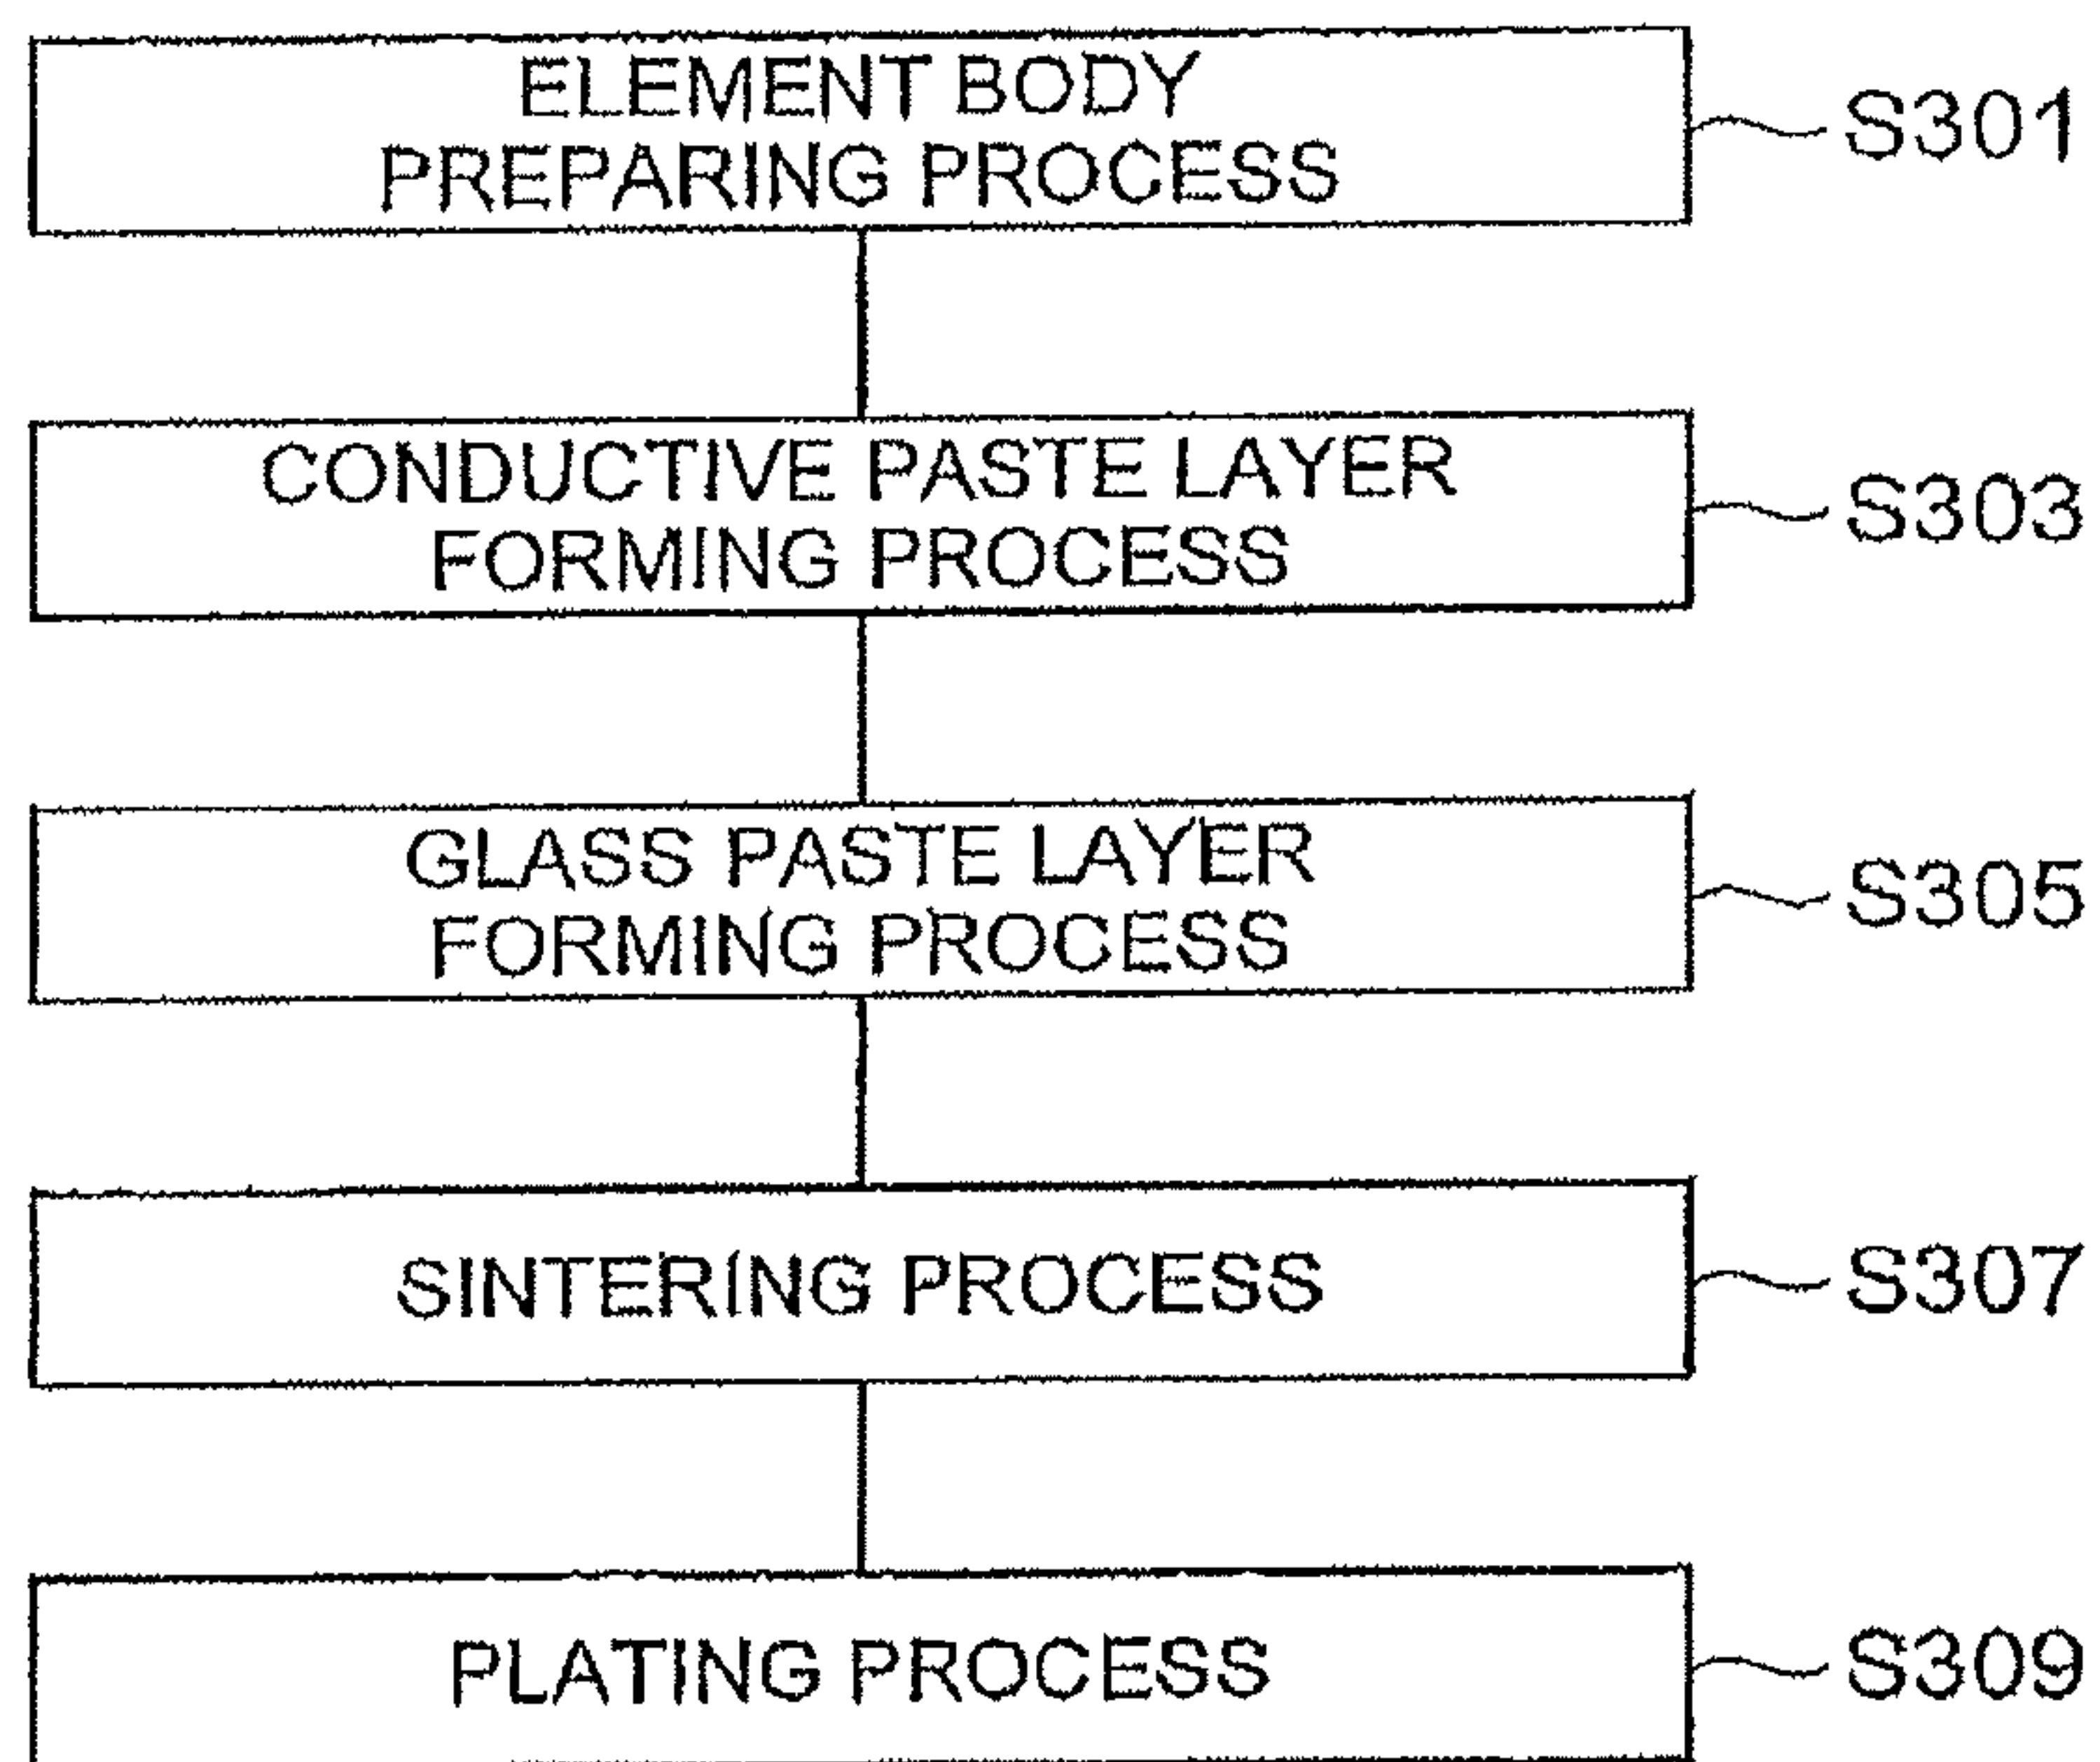 ELEMENT BODY
PREPARING PROCESS
S301
CONDUCTIVE PASTE LAYER
FORMING PROCESS
S303
GLASS PASTE LAYER
FORMING PROCESS
S305
SINTERING PROCESS
S307
PLATING PROCESS
S309